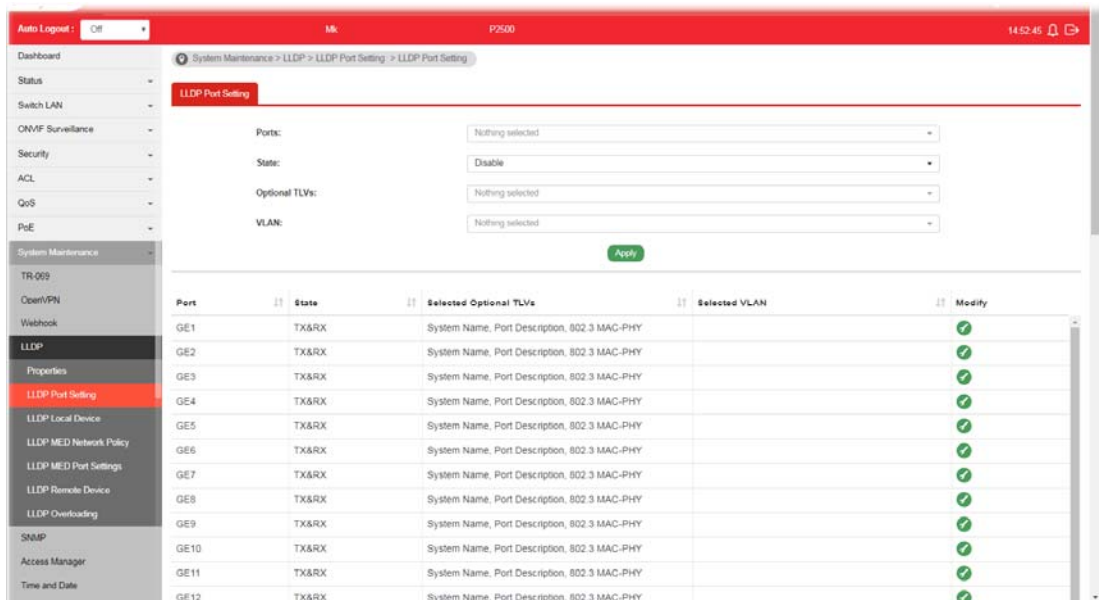 Auto Logout : Off Mk P2500 14:52:45
Dashboard
Status
Switch LAN
ONVIF Surveillance
Security
ACL
QoS
PoE
System Maintenance
TR-069
OpenVPN
Webhook
LLDP
Properties
LLDP Port Setting
LLDP Local Device
LLDP MED Network Policy
LLDP MED Port Settings
LLDP Remote Device
LLDP Overloading
SNMP
Access Manager
Time and Date
System Maintenance > LLDP > LLDP Port Setting > LLDP Port Setting
LLDP Port Setting
Ports: Nothing selected
State: Disable
Optional TLVs: Nothing selected
VLAN: Nothing selected
Apply
Port State Selected Optional TLVs Selected VLAN Modify
GE1 TX&RX System Name, Port Description, 802.3 MAC-PHY
GE2 TX&RX System Name, Port Description, 802.3 MAC-PHY
GE3 TX&RX System Name, Port Description, 802.3 MAC-PHY
GE4 TX&RX System Name, Port Description, 802.3 MAC-PHY
GE5 TX&RX System Name, Port Description, 802.3 MAC-PHY
GE6 TX&RX System Name, Port Description, 802.3 MAC-PHY
GE7 TX&RX System Name, Port Description, 802.3 MAC-PHY
GE8 TX&RX System Name, Port Description, 802.3 MAC-PHY
GE9 TX&RX System Name, Port Description, 802.3 MAC-PHY
GE10 TX&RX System Name, Port Description, 802.3 MAC-PHY
GE11 TX&RX System Name, Port Description, 802.3 MAC-PHY
GE12 TX&RX System Name, Port Description, 802.3 MAC-PHY